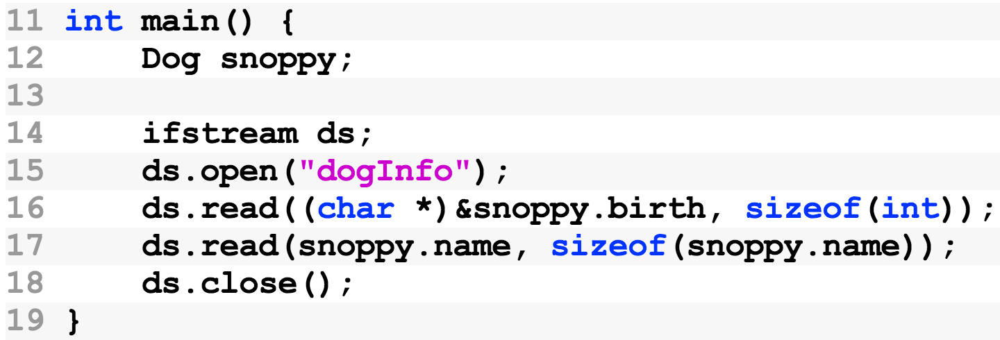 11 int main() {
12     Dog snoppy;
13
14     ifstream ds;
15     ds.open("dogInfo");
16     ds.read((char *)&snoppy.birth, sizeof(int));
17     ds.read(snoppy.name, sizeof(snoppy.name));
18     ds.close();
19 }